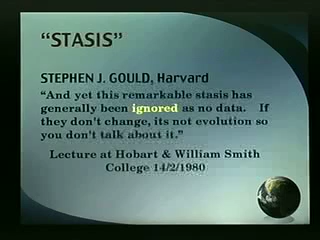 “STASIS”
STEPHEN J. GOULD, Harvard
“And yet this remarkable stasis has
generally been ignored as no data. If
they don't change, its not evolution so
you don't talk about it.”
Lecture at Hobart & William Smith
College 14/2/1980